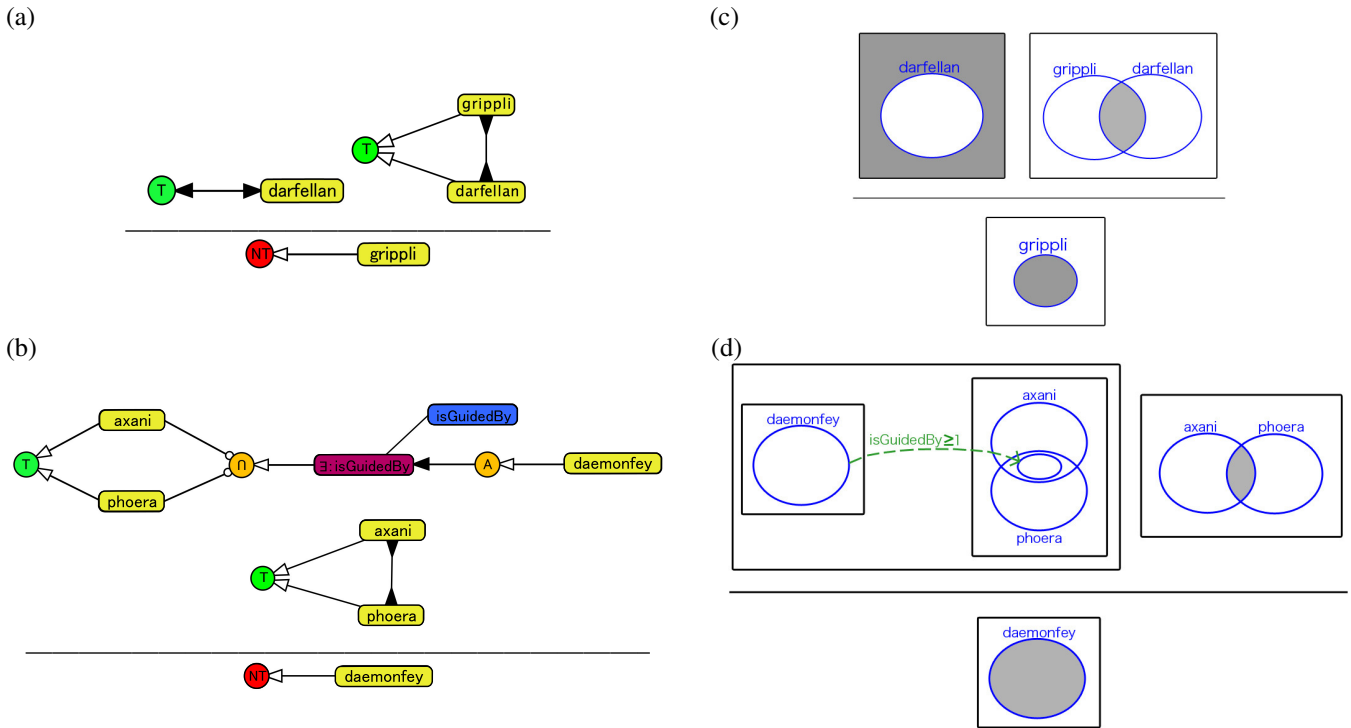 (a)
grippli
T
T
darfellan
darfellan
NT
grippli
(c)
darfellan
grippli
darfellan
grippli
(b)
axani
isGuidedBy
T
∩
∃:isGuidedBy
A
daemonfey
phoera
axani
T
phoera
NT
daemonfey
(d)
axani
daemonfey
isGuidedBy≥1
phoera
axani
phoera
daemonfey